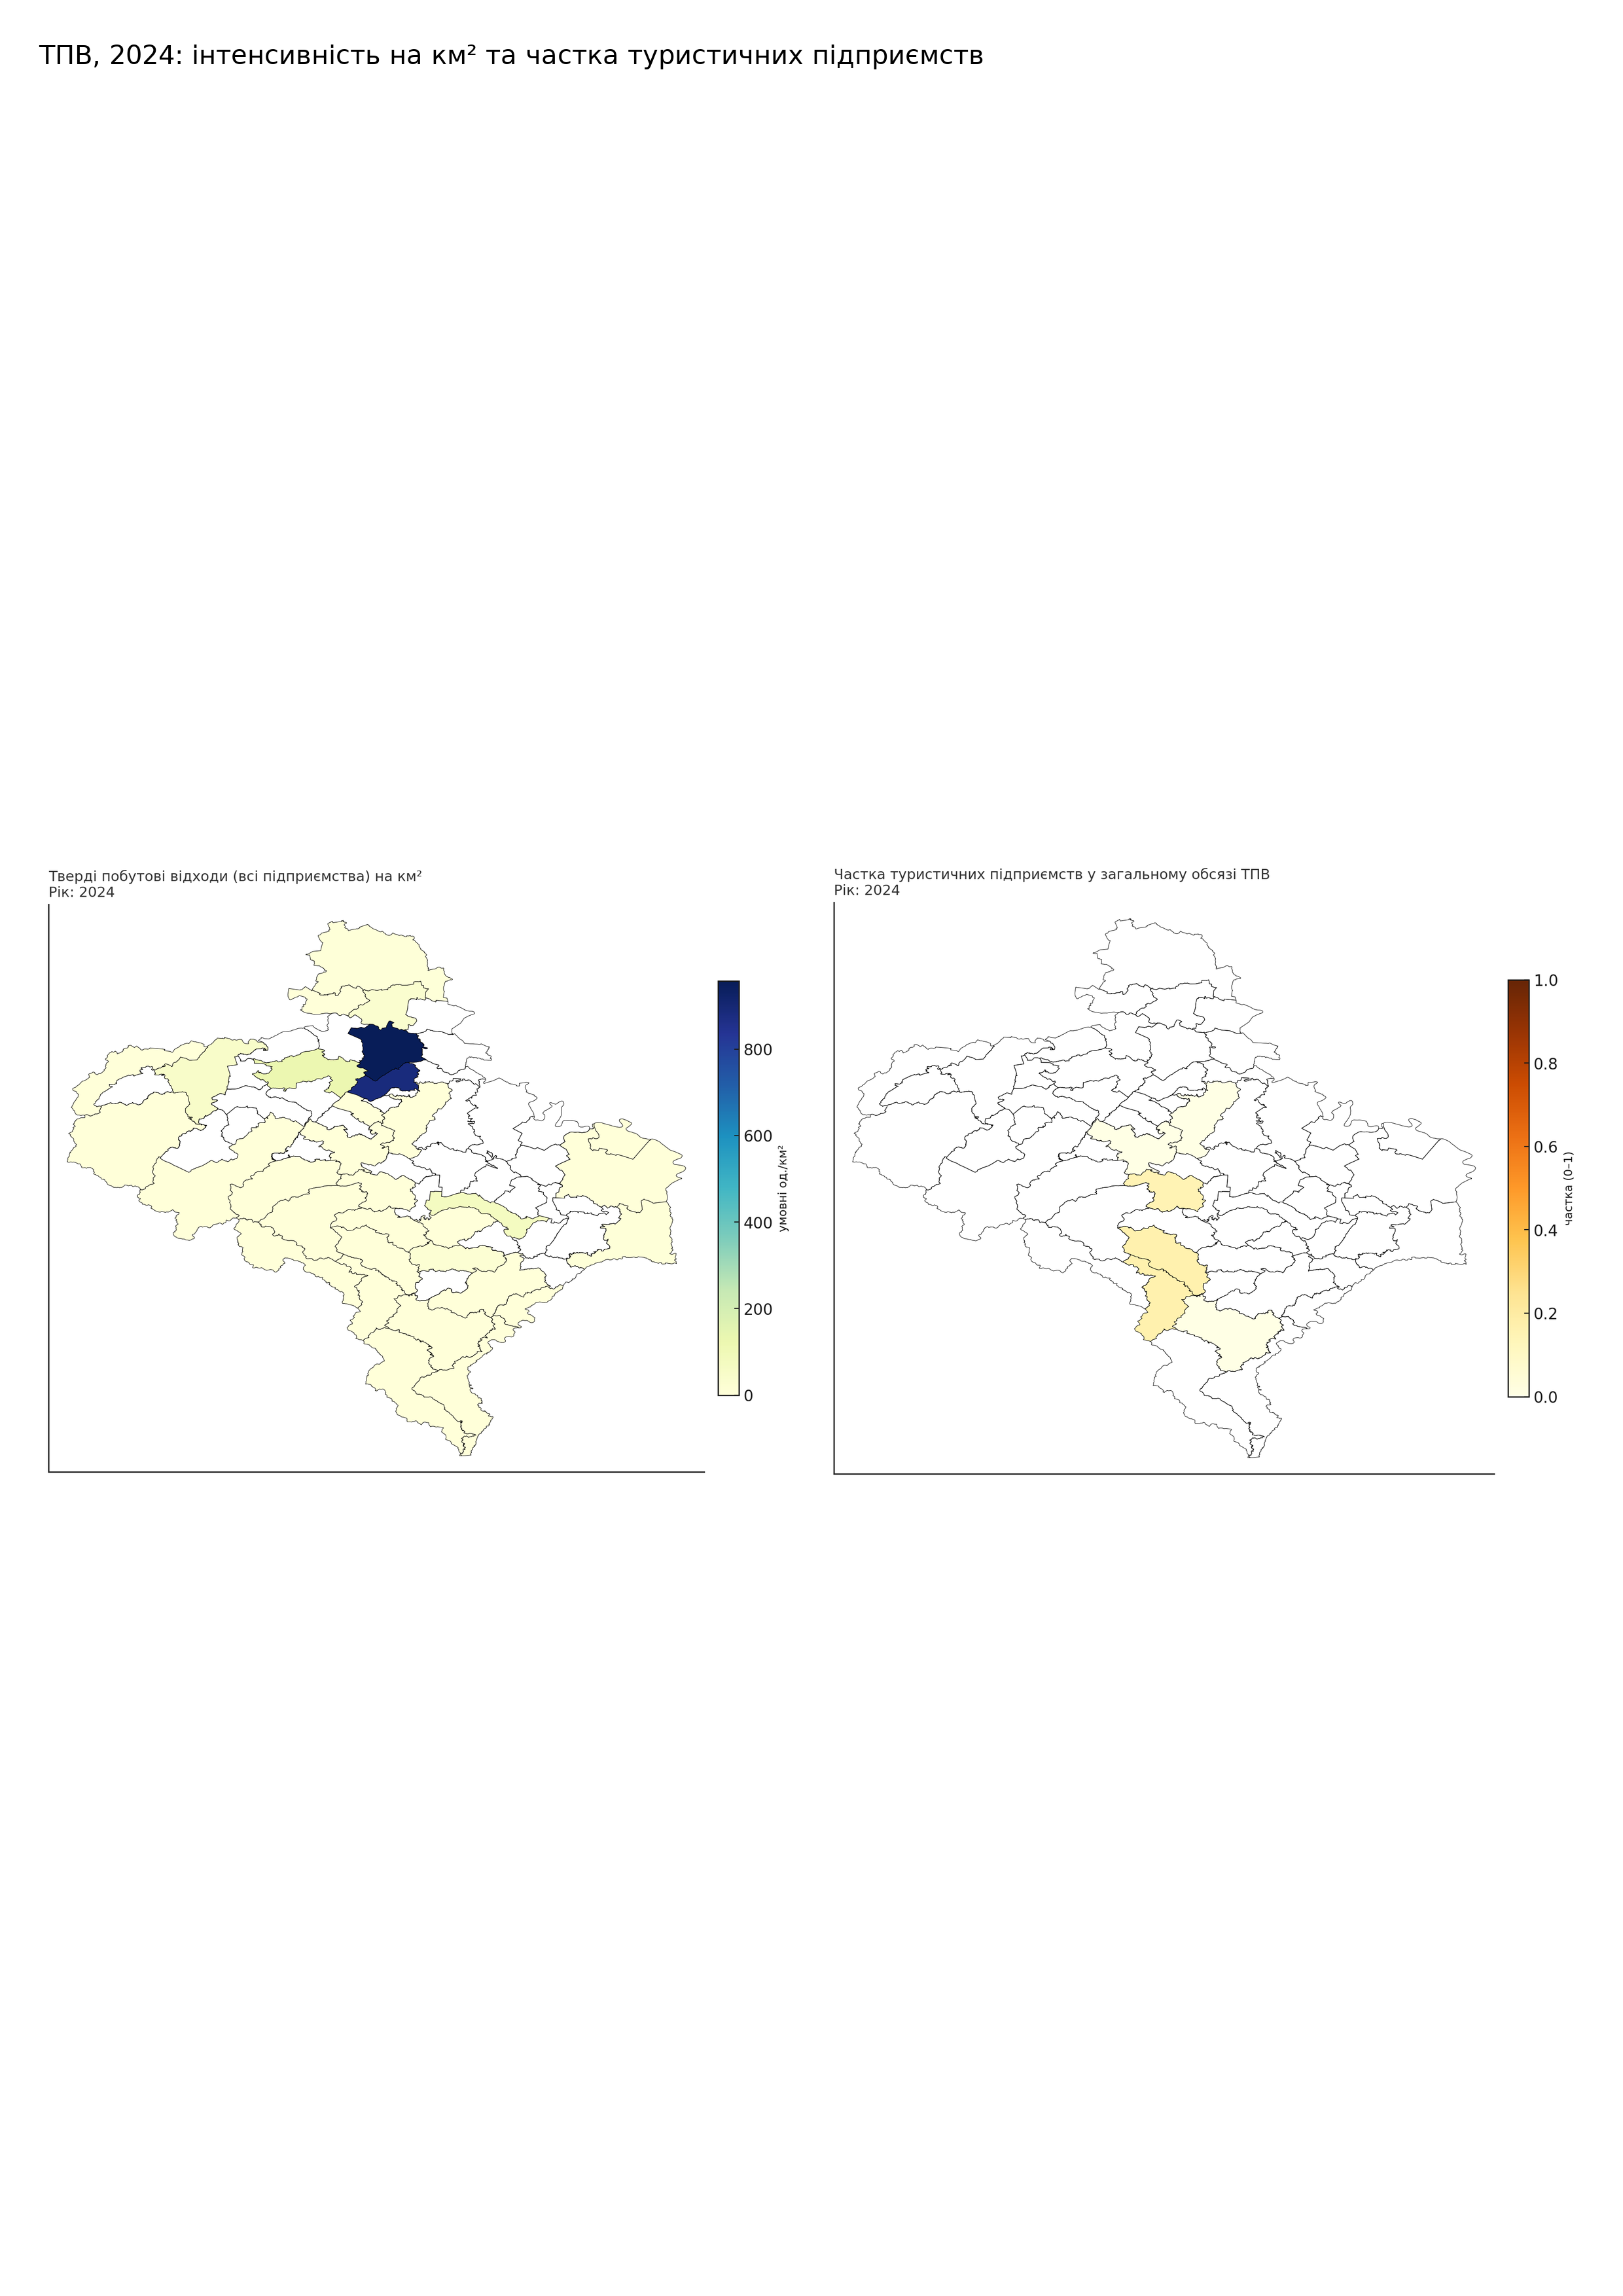 ТПВ, 2024: інтенсивність на км² та частка туристичних підприємств
Тверді побутові відходи (всі підприємства) на км²
Рік: 2024
800
600
400
200
0
умовні од./км²
Частка туристичних підприємств у загальному обсязі ТПВ
Рік: 2024
1.0
0.8
0.6
0.4
0.2
0.0
частка (0–1)